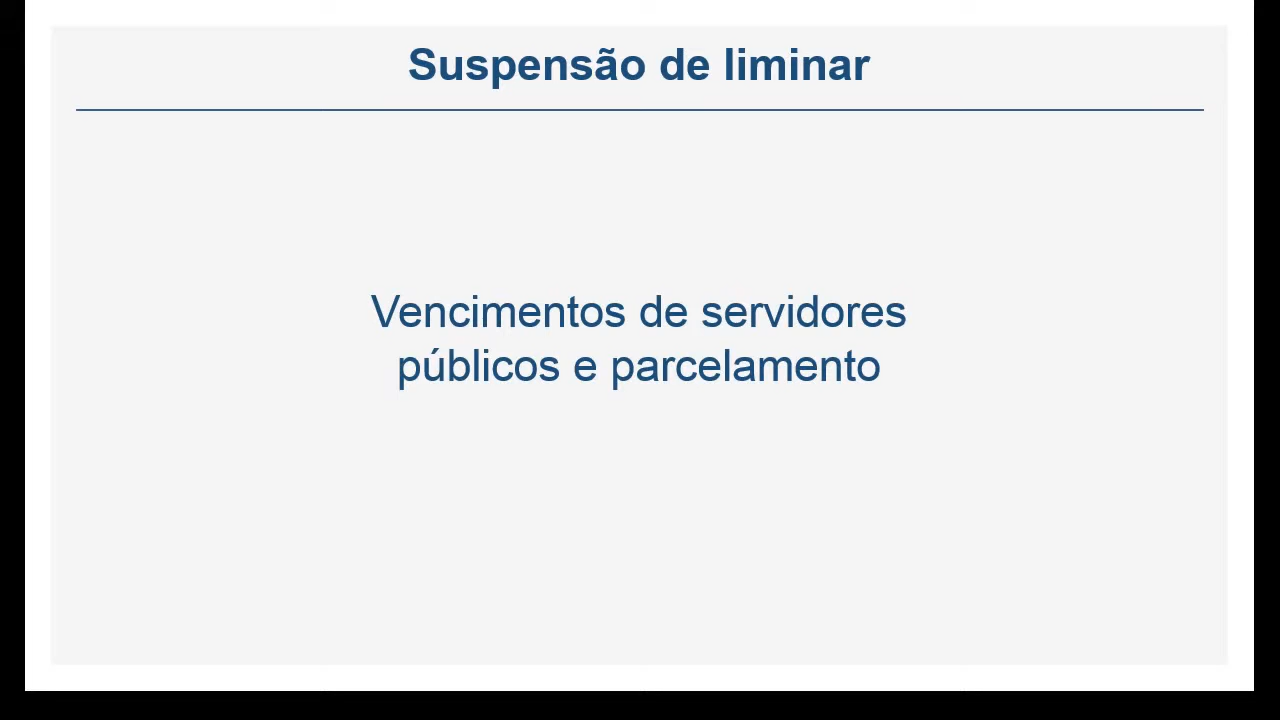 Suspensão de liminar
Vencimentos de servidores
públicos e parcelamento